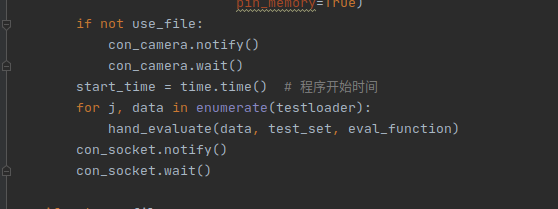 pin_memory=True)
if not use_file:
con_camera.notify()
con_camera.wait()
start_time = time.time()  # 程序开始时间
for j, data in enumerate(testloader):
hand_evaluate(data, test_set, eval_function)
con_socket.notify()
con_socket.wait()